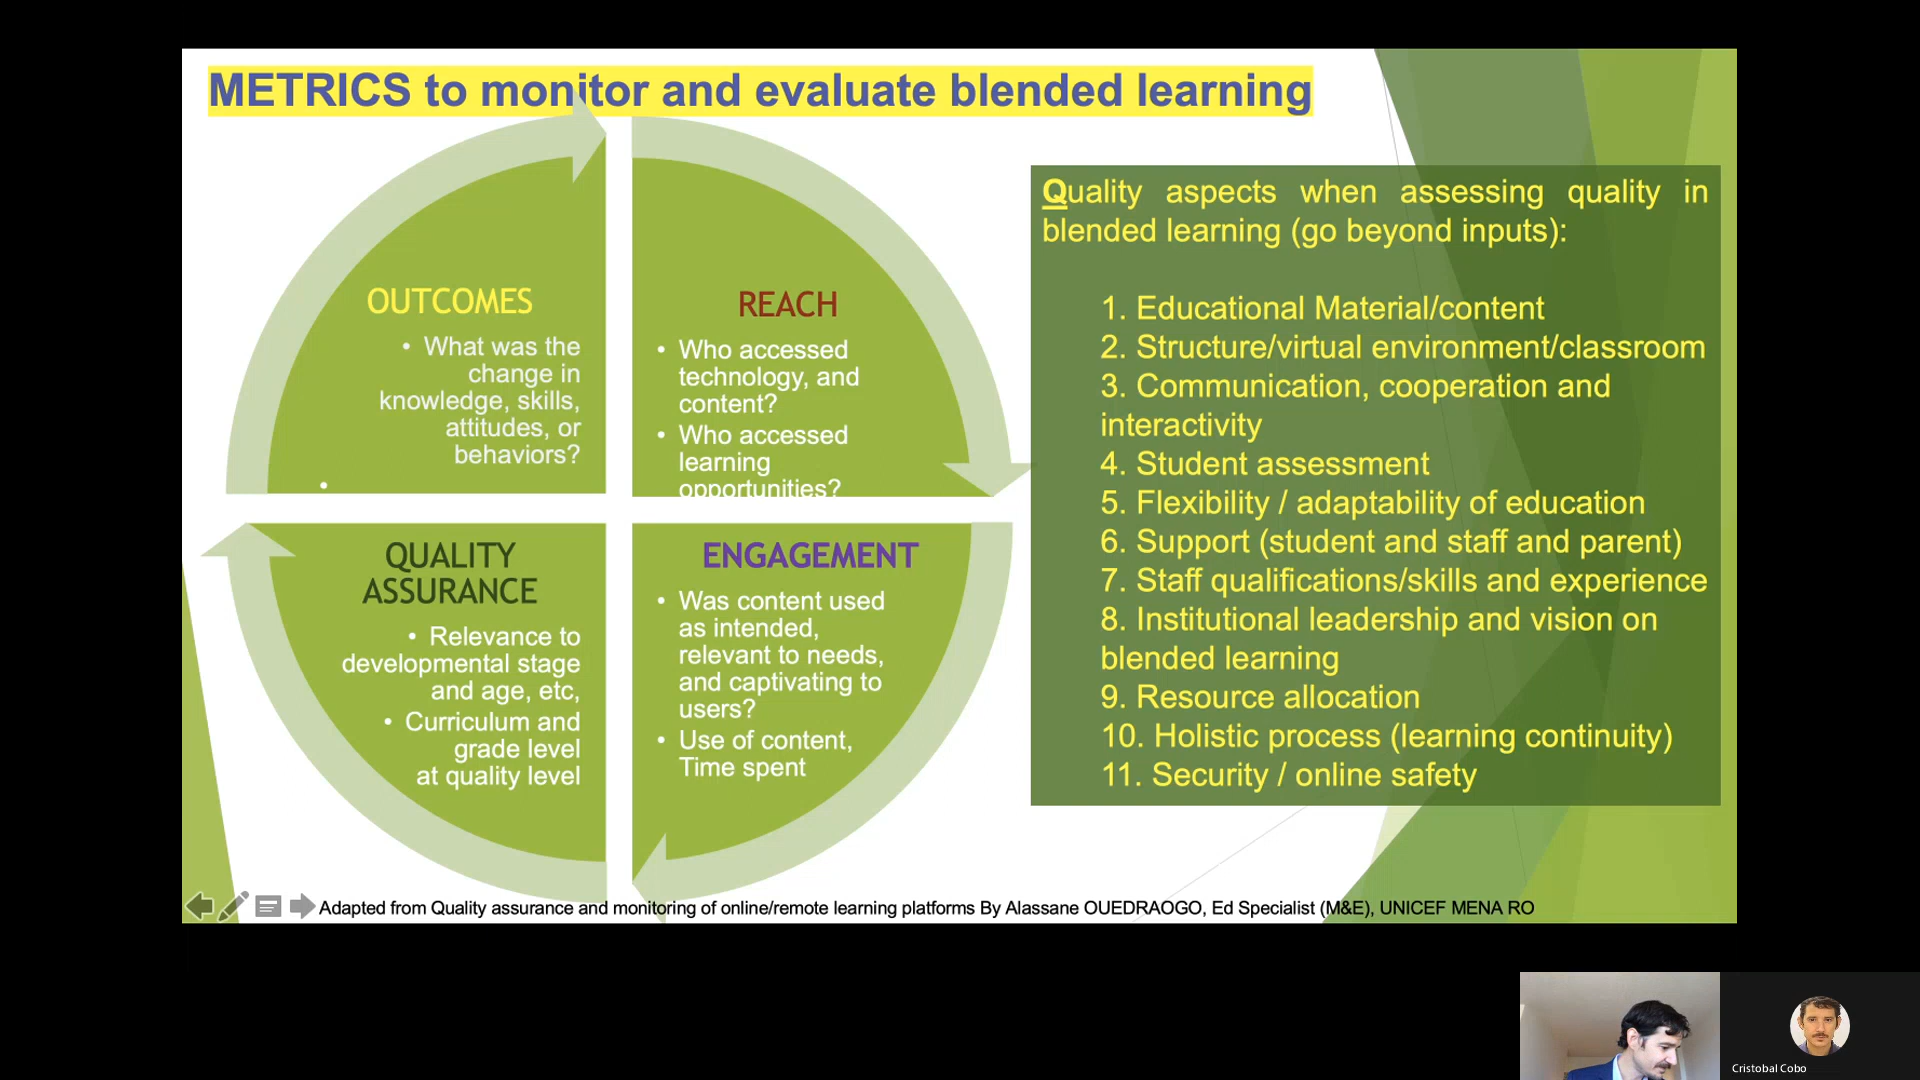 METRICS to monitor and evaluate blended learning
OUTCOMES
• What was the
change in
knowledge, skills,
attitudes, or
behaviors?
•
REACH
• Who accessed
technology, and
content?
• Who accessed
learning
opportunities?
QUALITY
ASSURANCE
• Relevance to
developmental stage
and age, etc,
• Curriculum and
grade level
at quality level
ENGAGEMENT
• Was content used
as intended,
relevant to needs,
and captivating to
users?
• Use of content,
Time spent
Quality aspects when assessing quality in
blended learning (go beyond inputs):
1. Educational Material/content
2. Structure/virtual environment/classroom
3. Communication, cooperation and
interactivity
4. Student assessment
5. Flexibility / adaptability of education
6. Support (student and staff and parent)
7. Staff qualifications/skills and experience
8. Institutional leadership and vision on
blended learning
9. Resource allocation
10. Holistic process (learning continuity)
11. Security / online safety
Adapted from Quality assurance and monitoring of online/remote learning platforms By Alassane OUEDRAOGO, Ed Specialist (M&E), UNICEF MENA RO
Cristobal Cobo